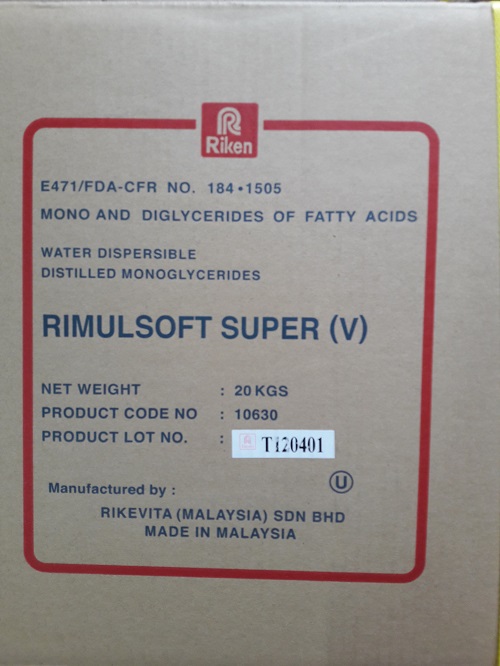 Riken
E471/FDA-CFR NO. 184•1505
MONO AND DIGLYCERIDES OF FATTY ACIDS
WATER DISPERSIBLE
DISTILLED MONOGLYCERIDES
RIMULSOFT SUPER (V)
NET WEIGHT : 20 KGS
PRODUCT CODE NO : 10630
PRODUCT LOT NO. : T120401
U
Manufactured by :
RIKEVITA (MALAYSIA) SDN BHD
MADE IN MALAYSIA